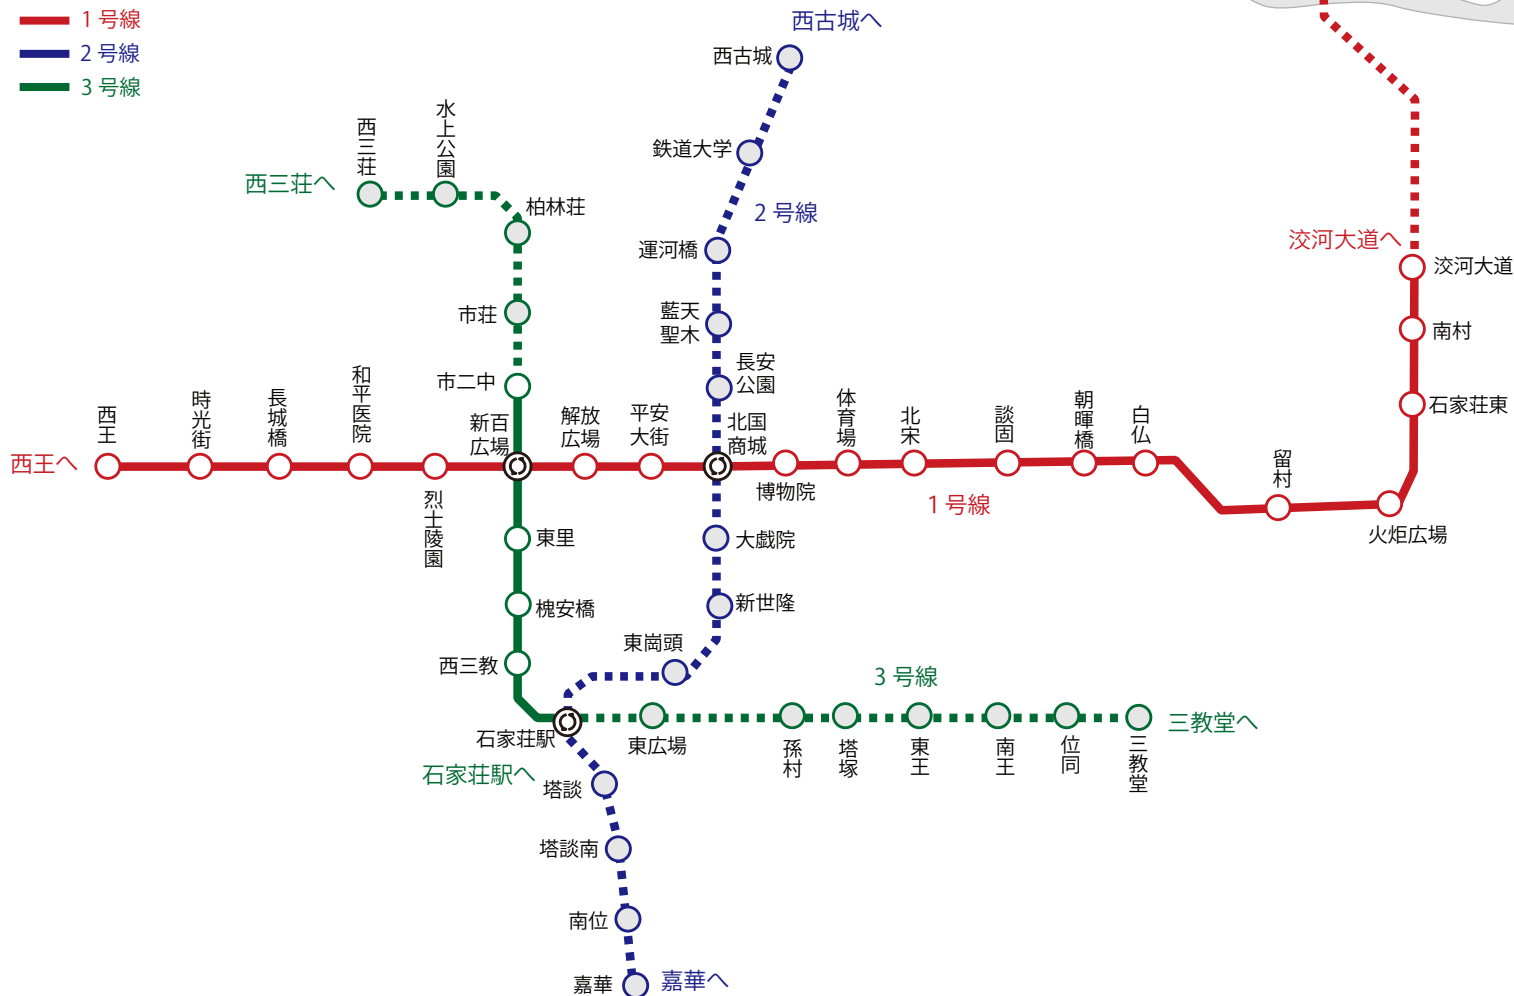 1 号線
2 号線
3 号線
西古城へ
西古城
鉄道大学
2 号線
運河橋
藍天
聖木
長安
公園
北国
商城
西三荘へ
西三荘
水上公園
柏林荘
市荘
市二中
新百
広場
西王へ
西王
時光街
長城橋
和平医院
烈士陵園
解放
広場
平安
大街
博物院
体育場
北宋
談固
朝暉橋
白仏
1 号線
留村
火炬広場
石家荘東
南村
洨河大道
洨河大道へ
東里
槐安橋
西三教
石家荘駅
石家荘駅へ
大戯院
新世隆
東崗頭
3 号線
東広場
孫村
塔塚
東王
南王
位同
三教堂
三教堂へ
塔談
塔談南
南位
嘉華
嘉華へ